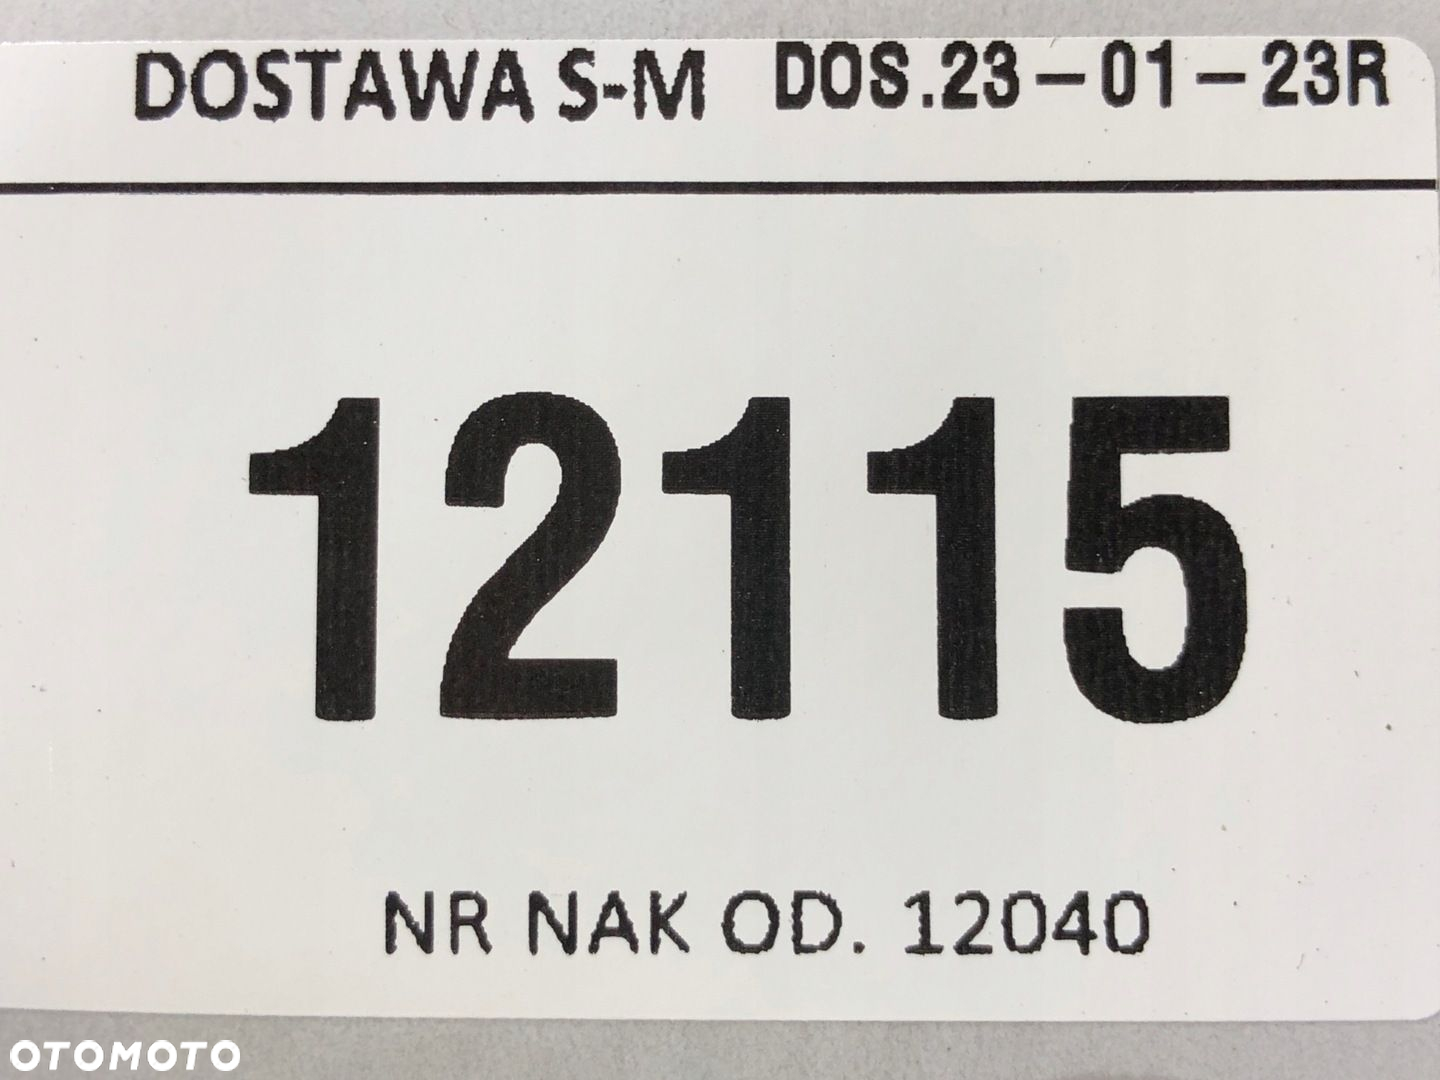 DOSTAWA S-M DOS.23-01-23R
12115
NR NAK OD. 12040
OTOMOTO